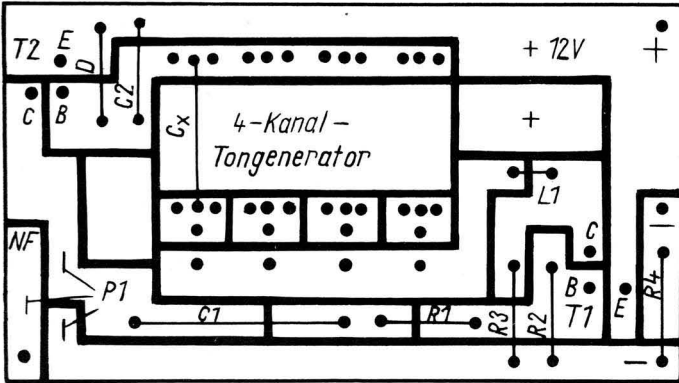 T2 E D C2 + 12V +
C B
Cx
4-Kanal-
Tongenerator
+
L1
NF
C
P1
B T1 E
R4
C1 R1 R3 R2